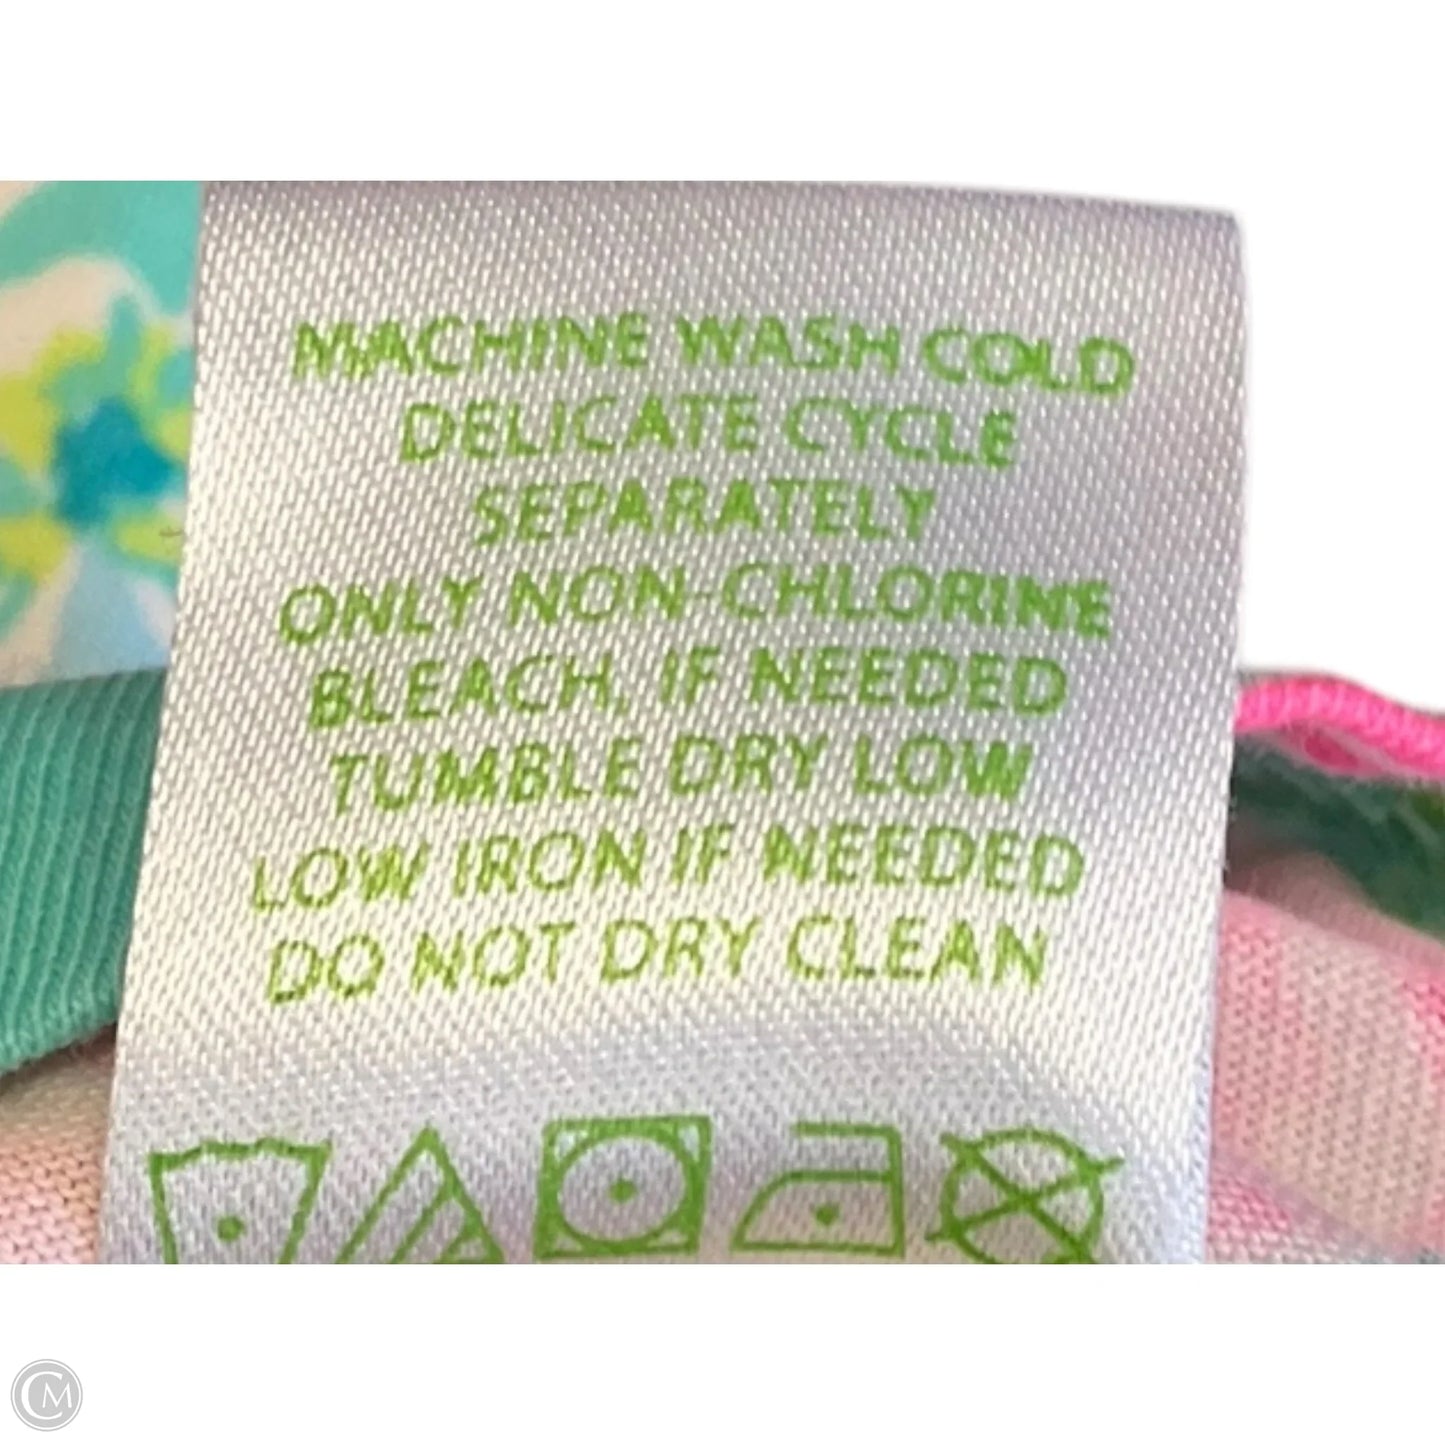 MACHINE WASH COLD
DELICATE CYCLE
SEPARATELY
ONLY NON-CHLORINE
BLEACH, IF NEEDED
TUMBLE DRY LOW
LOW IRON IF NEEDED
DO NOT DRY CLEAN
CM